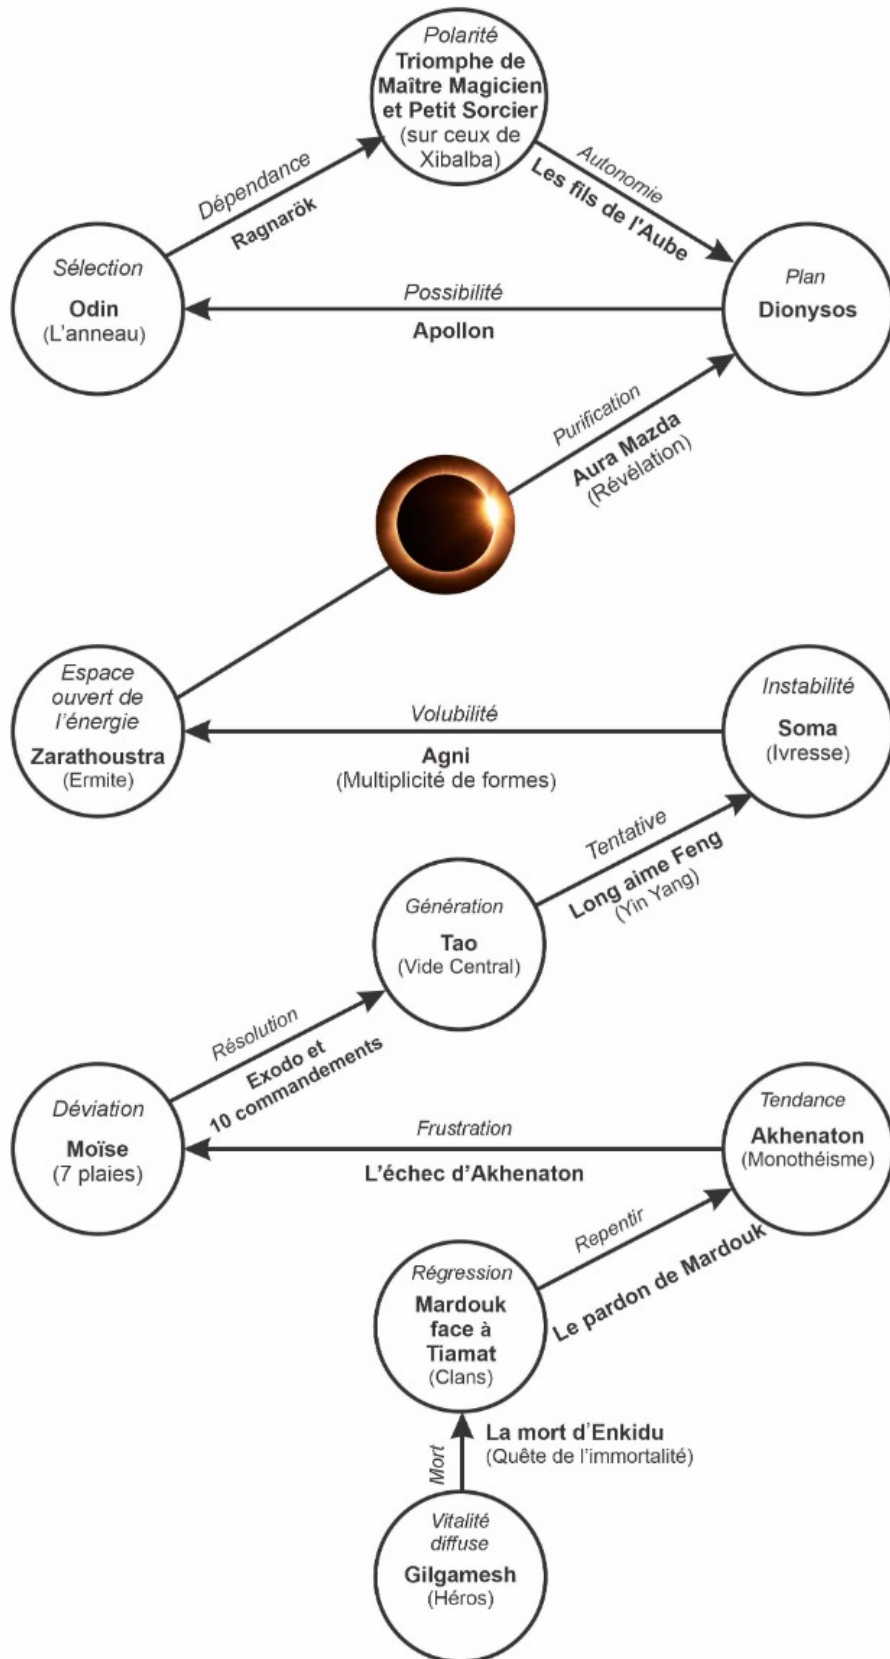 Polarité
Triomphe de
Maître Magicien
et Petit Sorcier
(sur ceux de
Xibalba)
Dépendance
Ragnarök
Autonomie
Les fils de l'Aube
Sélection
Odin
(L'anneau)
Possibilité
Apollon
Plan
Dionysos
Purification
Aura Mazda
(Révélation)
Espace
ouvert de
l'énergie
Zarathoustra
(Ermite)
Volubilité
Agni
(Multiplicité de formes)
Instabilité
Soma
(Ivresse)
Tentative
Long aime Feng
(Yin Yang)
Génération
Tao
(Vide Central)
Résolution
Exodo et
10 commandements
Déviation
Moïse
(7 plaies)
Frustration
L'échec d'Akhenaton
Tendance
Akhenaton
(Monothéisme)
Repentir
Le pardon de Mardouk
Régression
Mardouk
face à
Tiamat
(Clans)
Mort
La mort d'Enkidu
(Quête de l'immortalité)
Vitalité
diffuse
Gilgamesh
(Héros)